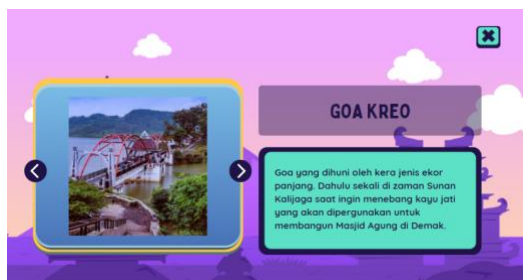 GOA KREO
Goa yang dihuni oleh kera jenis ekor
panjang. Dahulu sekali di zaman Sunan
Kalijaga saat ingin menebang kayu jati
yang akan dipergunakan untuk
membangun Masjid Agung di Demak.